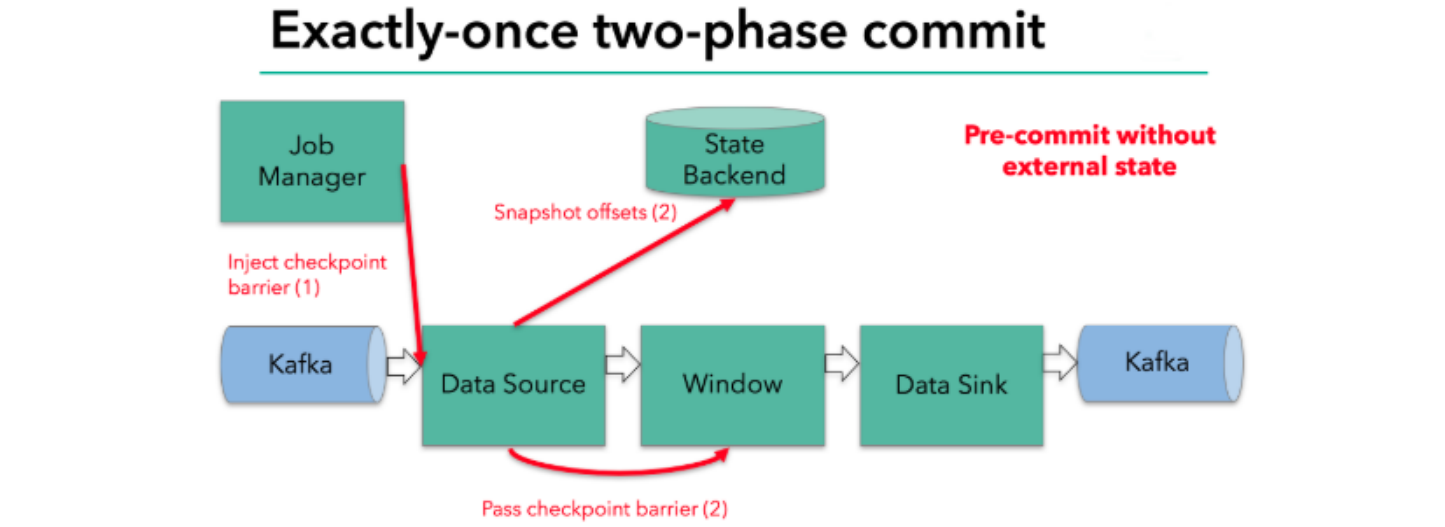 Exactly-once two-phase commit
Job
Manager
State
Backend
Pre-commit without
external state
Snapshot offsets (2)
Inject checkpoint
barrier (1)
Kafka
Data Source
Window
Data Sink
Kafka
Pass checkpoint barrier (2)